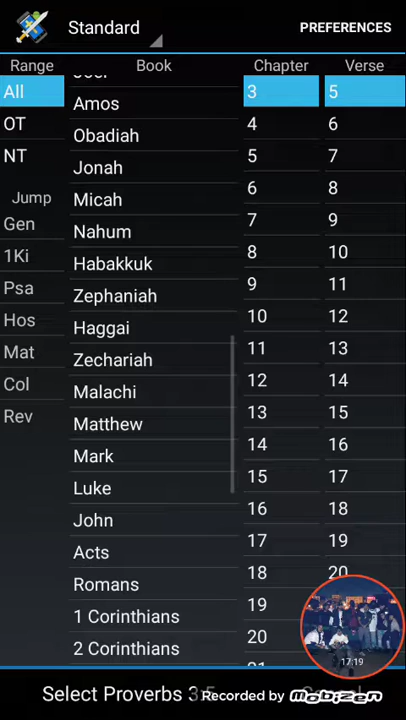 Standard
PREFERENCES
Range
Book
Chapter
Verse
All
OT
NT
Jump
Gen
1Ki
Psa
Hos
Mat
Col
Rev
Joel
Amos
Obadiah
Jonah
Micah
Nahum
Habakkuk
Zephaniah
Haggai
Zechariah
Malachi
Matthew
Mark
Luke
John
Acts
Romans
1 Corinthians
2 Corinthians
3
4
5
6
7
8
9
10
11
12
13
14
15
16
17
18
19
20
21
5
6
7
8
9
10
11
12
13
14
15
16
17
18
19
20
17:19
Select Proverbs 3:5
Recorded by MOBIZEN